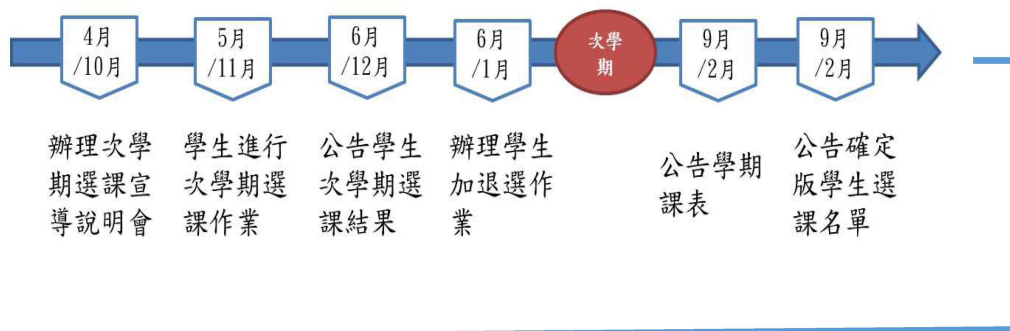 4月
/10月
5月
/11月
6月
/12月
6月
/1月
次學
期
9月
/2月
9月
/2月
辦理次學
期選課宣
導說明會
學生進行
次學期選
課作業
公告學生
次學期選
課結果
辦理學生
加退選作
業
公告學期
課表
公告確定
版學生選
課名單